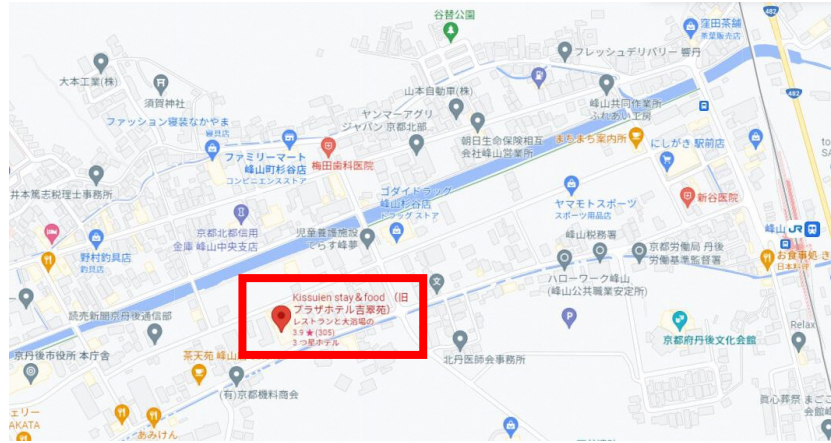 谷替公園
窪田茶舗
茶葉販売店
482
フレッシュデリバリー 響丹
大本工業(株)
須賀神社
山本自動車(株)
482
峰山共同作業所
ふれあい工房
ファッション寝装なかやま
寝具店
ヤンマーアグリ
ジャパン 京都北部...
朝日生命保険相互
会社峰山営業所
まちまち案内所
にしがき 駅前店
ファミリーマート
峰山町杉谷店
コンビニエンスストア
梅田歯科医院
井本篤志税理士事務所
ゴダイドラッグ
峰山杉谷店
ドラッグ ストア
ヤマモトスポーツ
スポーツ用品店
新谷医院
京都北都信用
金庫 峰山中央支店
児童養護施設
てらす峰夢
峰山税務署
京都労働局 丹後
労働基準監督署
峰山 JR
お食事処 き
日本料理
野村釣具店
釣具店
ハローワーク峰山
(峰山公共職業安定所)
Kissuien stay&food (旧
プラザホテル吉翠苑)
レストランと大浴場の
3.9★(305)
3 つ星ホテル
読売新聞京丹後通信部
京都府丹後文化会館
Relax
京丹後市役所 本庁舎
茶天苑 峰山
北丹医師会事務所
(有)京都機料商会
ェリー
AKATA
あみけん